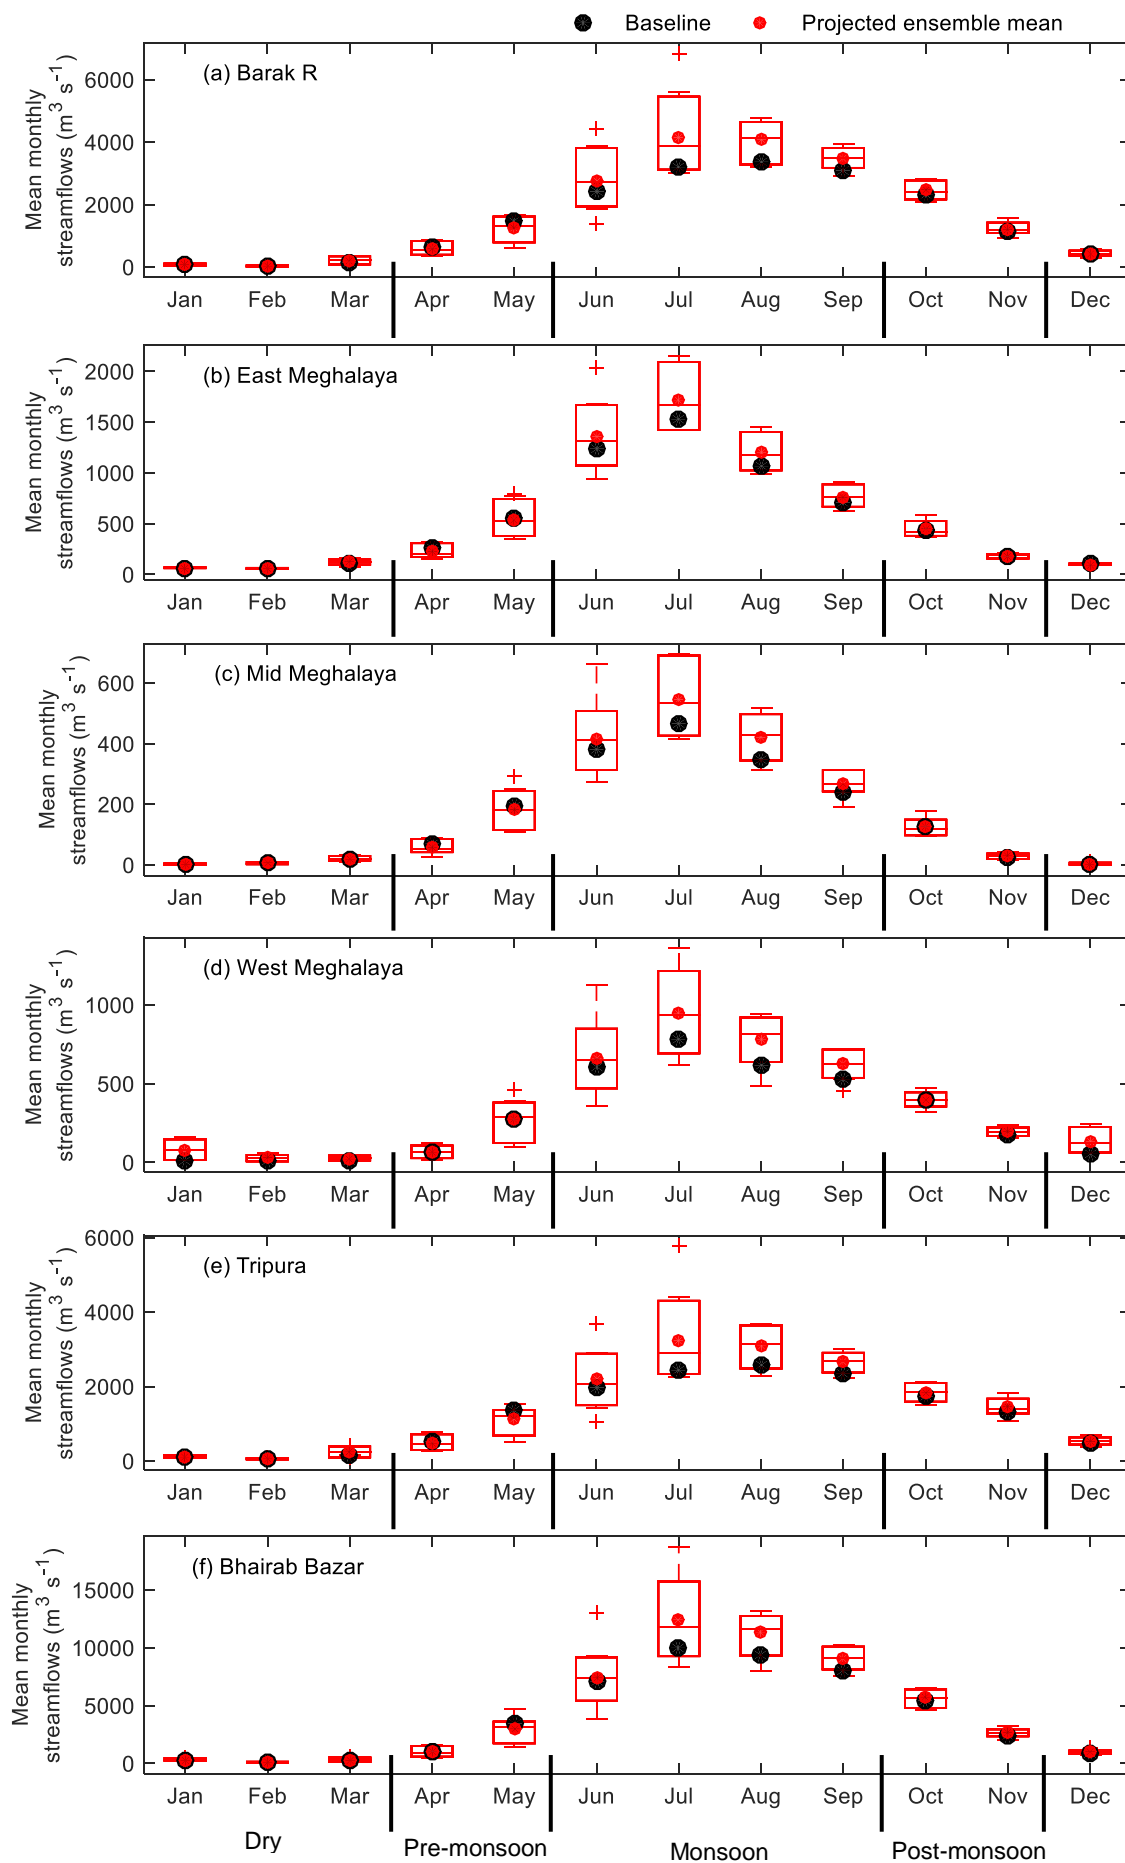 Baseline Projected ensemble mean
(a) Barak R
Mean monthly
streamflows (m³ s⁻¹)
6000
4000
2000
0
Jan Feb Mar Apr May Jun Jul Aug Sep Oct Nov Dec
(b) East Meghalaya
Mean monthly
streamflows (m³ s⁻¹)
2000
1500
1000
500
0
Jan Feb Mar Apr May Jun Jul Aug Sep Oct Nov Dec
(c) Mid Meghalaya
Mean monthly
streamflows (m³ s⁻¹)
600
400
200
0
Jan Feb Mar Apr May Jun Jul Aug Sep Oct Nov Dec
(d) West Meghalaya
Mean monthly
streamflows (m³ s⁻¹)
1000
500
0
Jan Feb Mar Apr May Jun Jul Aug Sep Oct Nov Dec
(e) Tripura
Mean monthly
streamflows (m³ s⁻¹)
6000
4000
2000
0
Jan Feb Mar Apr May Jun Jul Aug Sep Oct Nov Dec
(f) Bhairab Bazar
Mean monthly
streamflows (m³ s⁻¹)
15000
10000
5000
0
Jan Feb Mar Apr May Jun Jul Aug Sep Oct Nov Dec
Dry Pre-monsoon Monsoon Post-monsoon